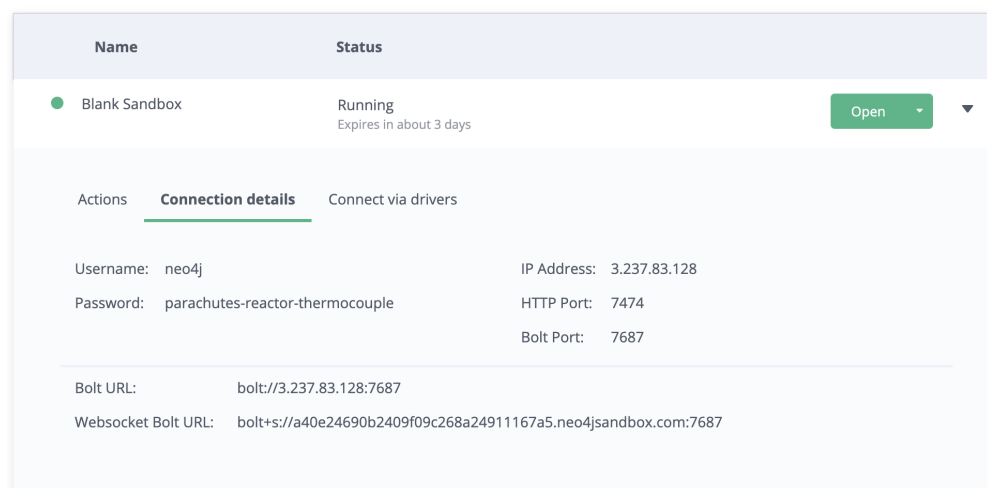 Name Status
Blank Sandbox Running Open
Expires in about 3 days
Actions Connection details Connect via drivers
Username: neo4j IP Address: 3.237.83.128
Password: parachutes-reactor-thermocouple HTTP Port: 7474
Bolt Port: 7687
Bolt URL: bolt://3.237.83.128:7687
Websocket Bolt URL: bolt+s://a40e24690b2409f09c268a24911167a5.neo4jsandbox.com:7687